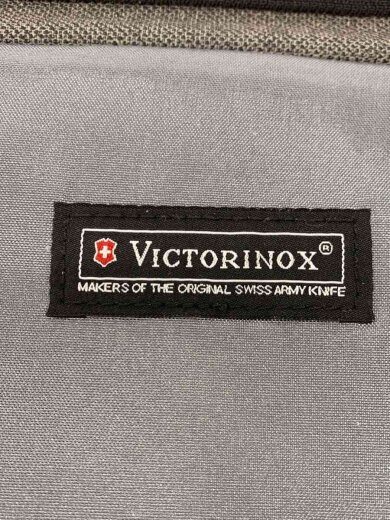 VICTORINOX®
MAKERS OF THE ORIGINAL SWISS ARMY KNIFE